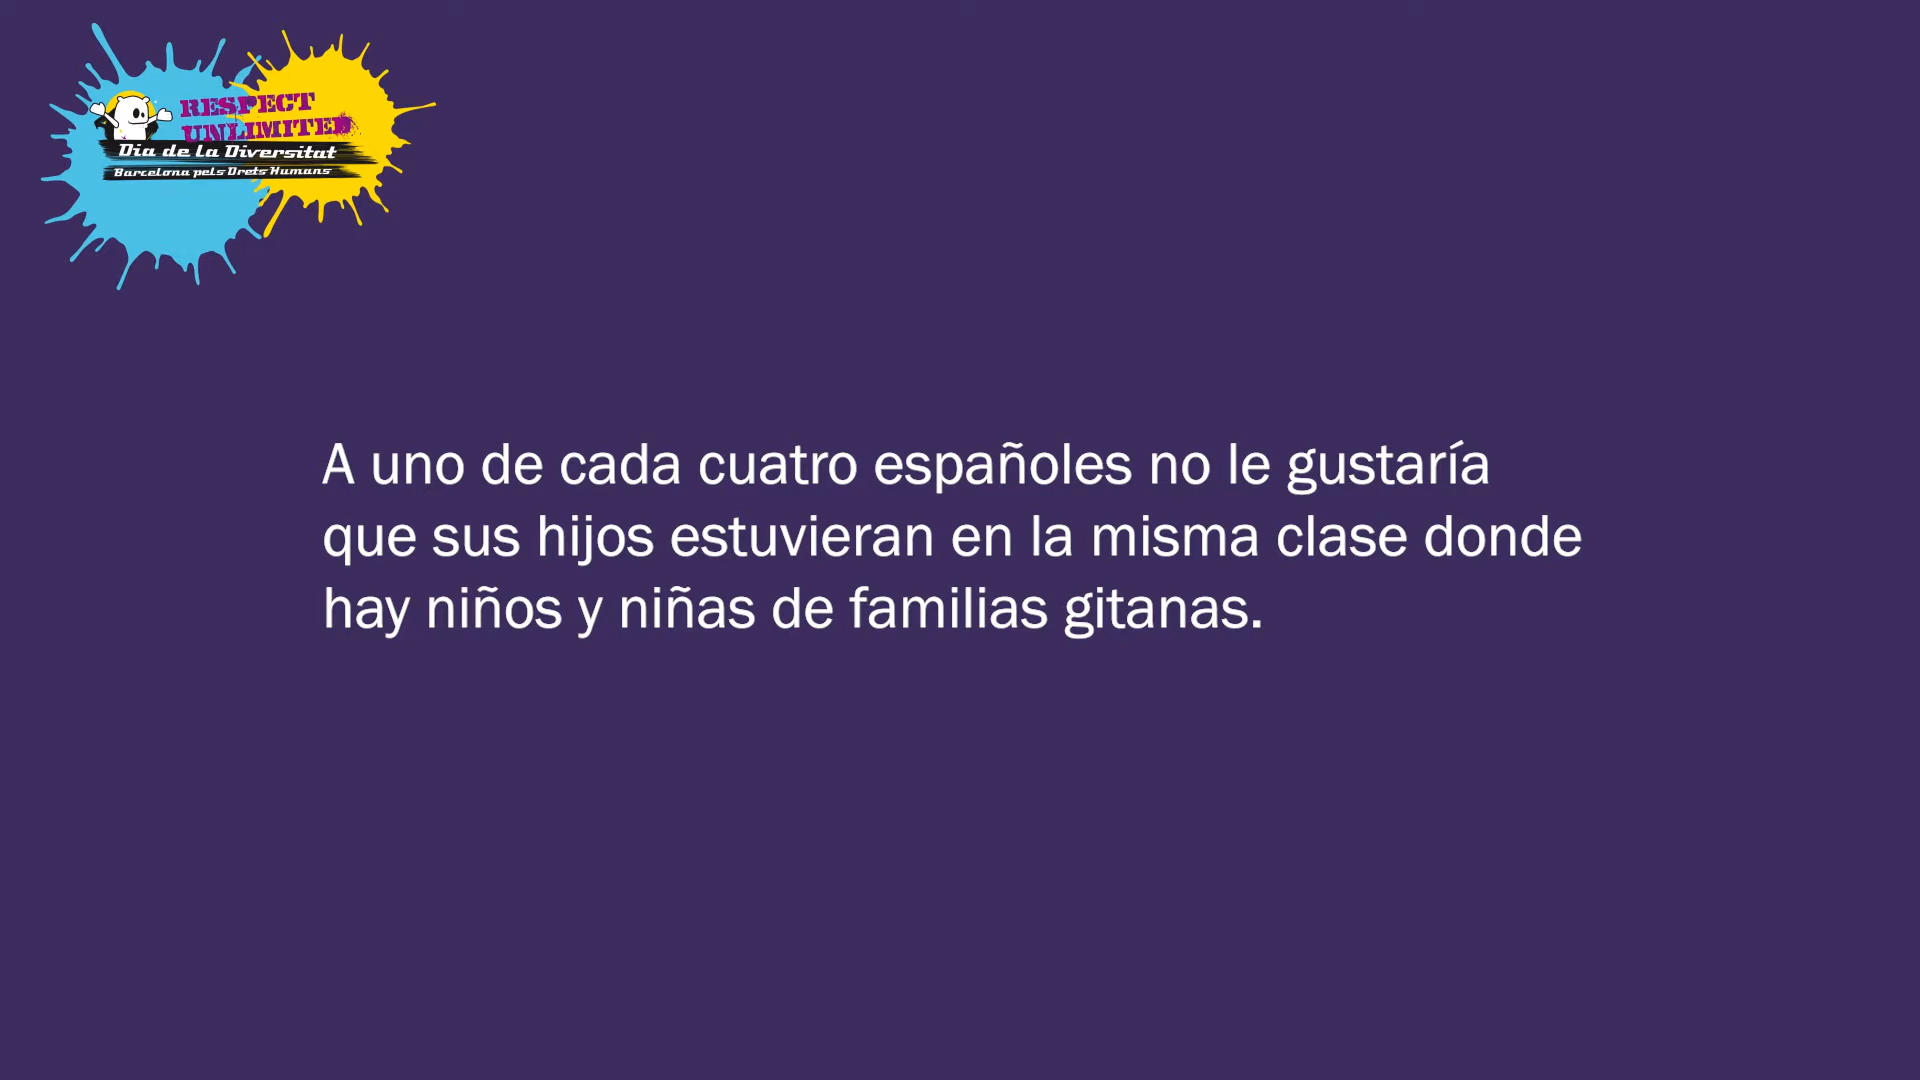 RESPECT
UNLIMITED
Dia de la Diversitat
Barcelona pels Drets Humans
A uno de cada cuatro españoles no le gustaría
que sus hijos estuvieran en la misma clase donde
hay niños y niñas de familias gitanas.